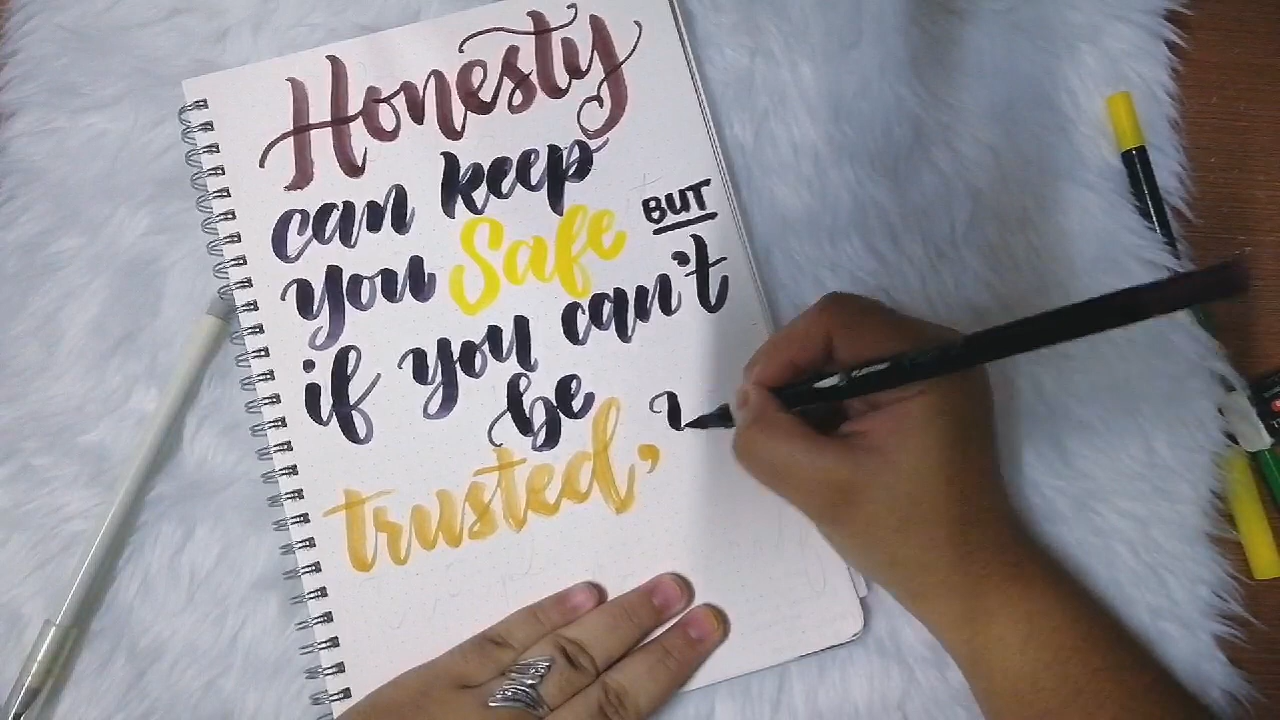 Honesty
can keep
you Safe BUT
if you can't
be
trusted,